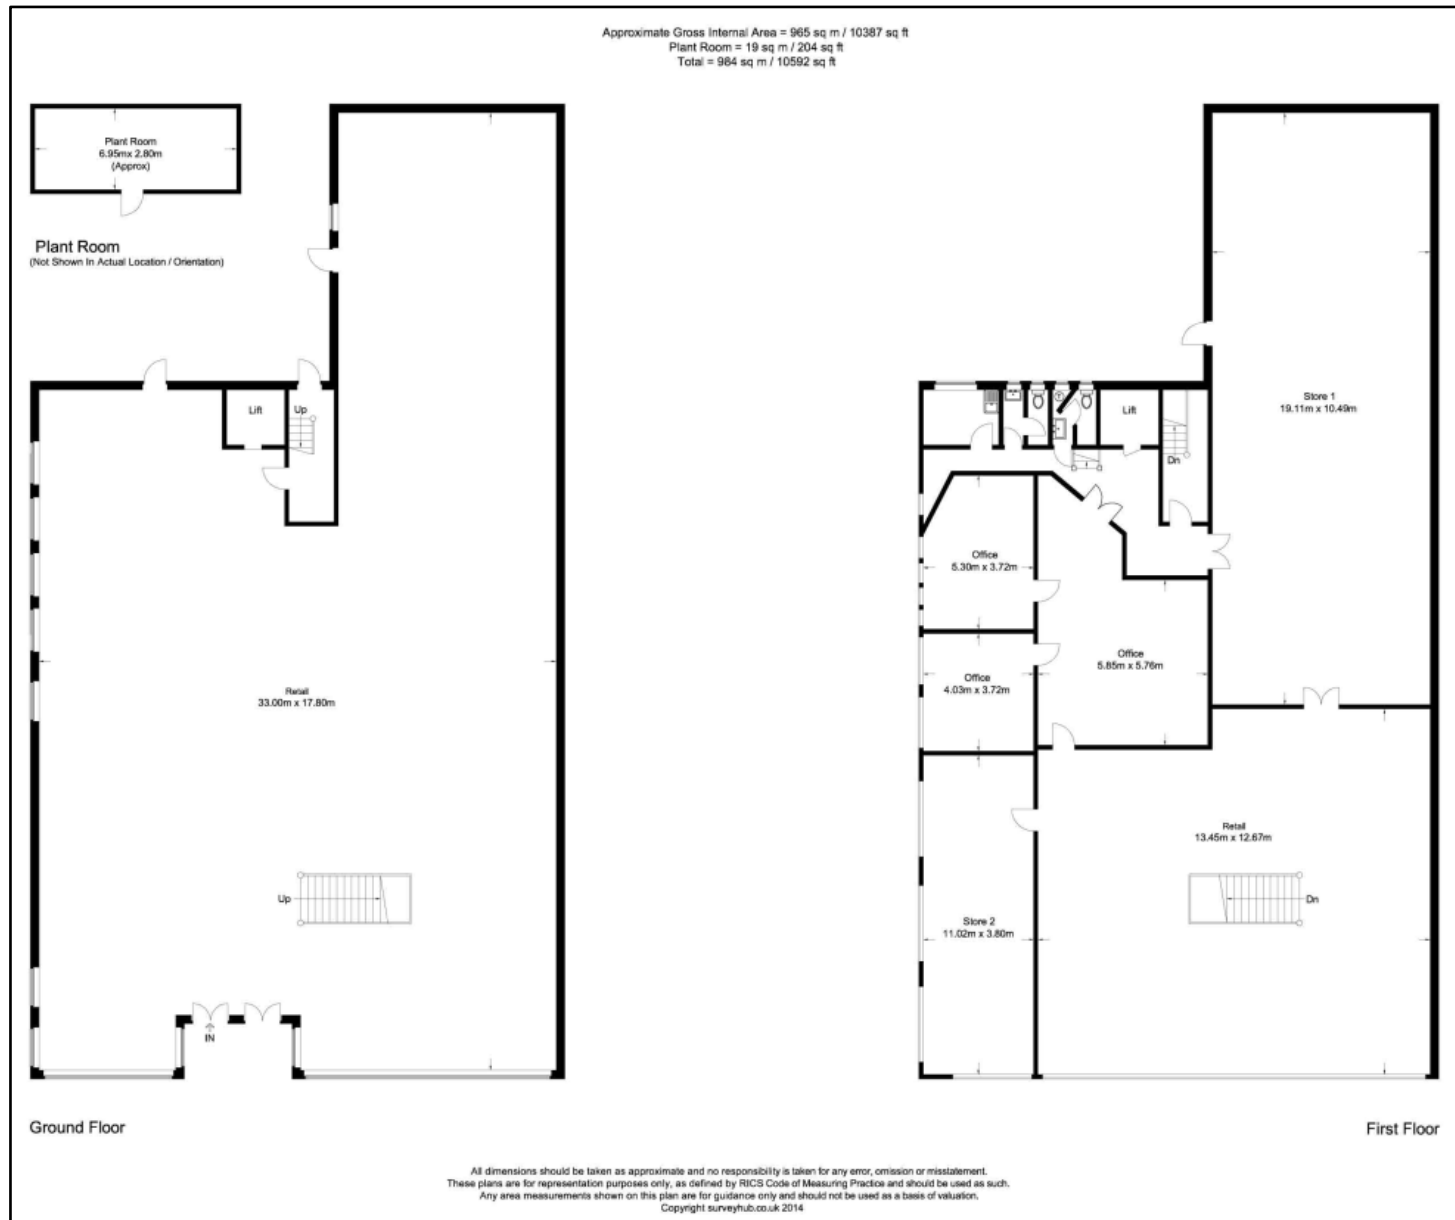 Approximate Gross Internal Area = 965 sq m / 10387 sq ft
Plant Room = 19 sq m / 204 sq ft
Total = 984 sq m / 10592 sq ft
Plant Room
6.95mx 2.80m
(Approx)
Plant Room
(Not Shown In Actual Location / Orientation)
Lift
Up
Retail
33.00m x 17.80m
Up
IN
Ground Floor
Store 1
19.11m x 10.49m
T
Lift
Dn
Office
5.30m x 3.72m
Office
5.85m x 5.76m
Office
4.03m x 3.72m
Retail
13.45m x 12.67m
Dn
Store 2
11.02m x 3.80m
First Floor
All dimensions should be taken as approximate and no responsibility is taken for any error, omission or misstatement.
These plans are for representation purposes only, as defined by RICS Code of Measuring Practice and should be used as such.
Any area measurements shown on this plan are for guidance only and should not be used as a basis of valuation.
Copyright surveyhub.co.uk 2014